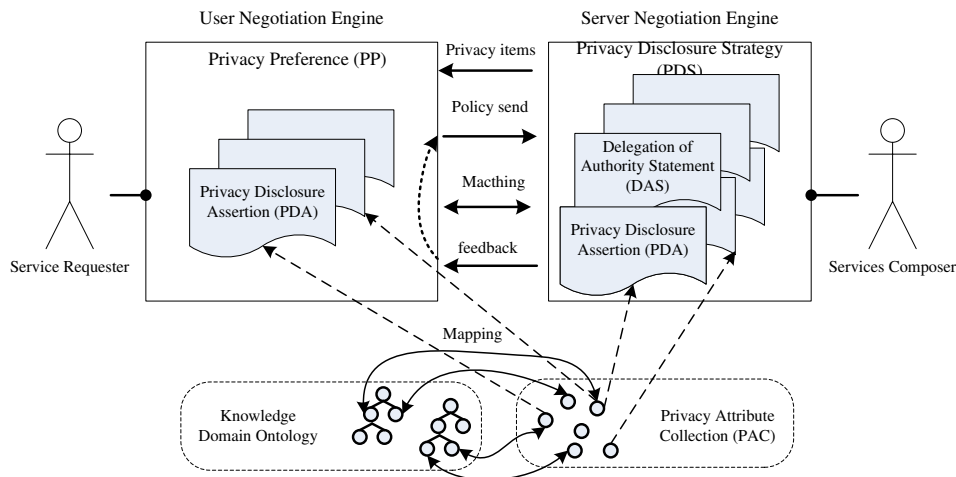 User Negotiation Engine
Server Negotiation Engine
Privacy Preference (PP)
Privacy items
Privacy Disclosure Strategy
(PDS)
Policy send
Delegation of
Authority Statement
(DAS)
Privacy Disclosure
Assertion (PDA)
Macthing
Privacy Disclosure
Assertion (PDA)
feedback
Service Requester
Services Composer
Mapping
Knowledge
Domain Ontology
Privacy Attribute
Collection (PAC)